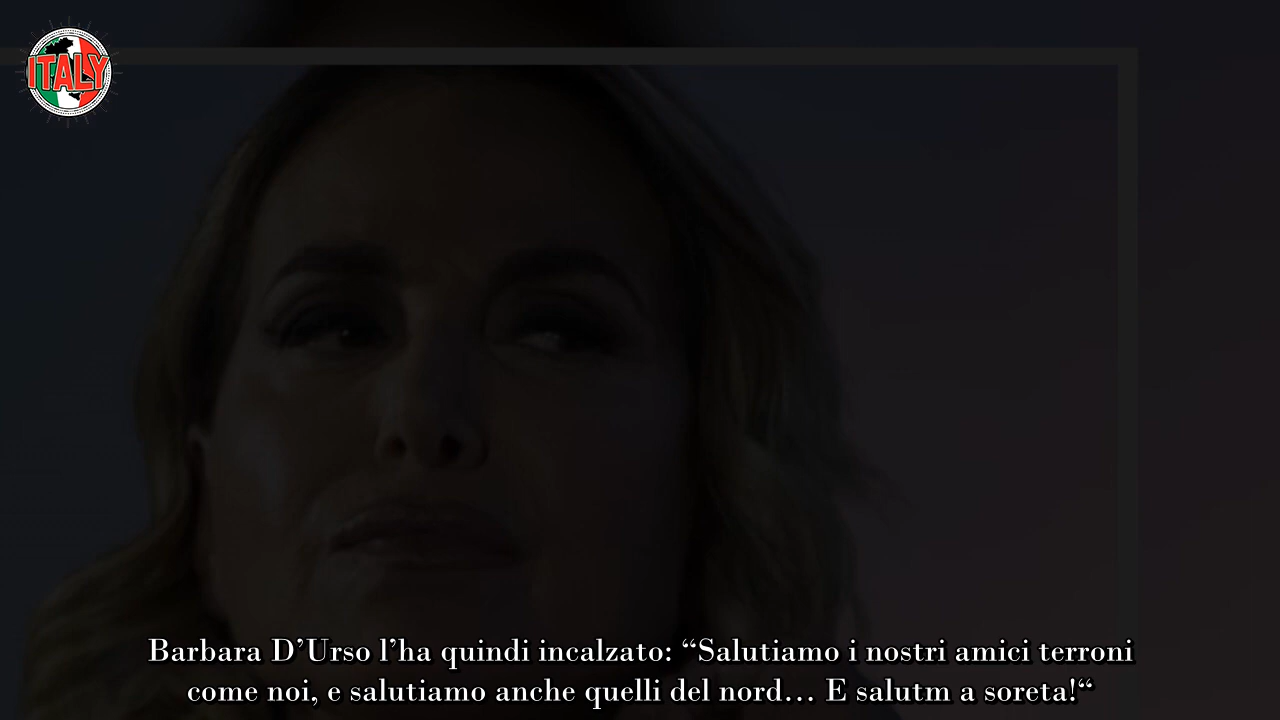 ITALY
Barbara D’Urso l’ha quindi incalzato: “Salutiamo i nostri amici terroni
come noi, e salutiamo anche quelli del nord… E salutm a soreta!“